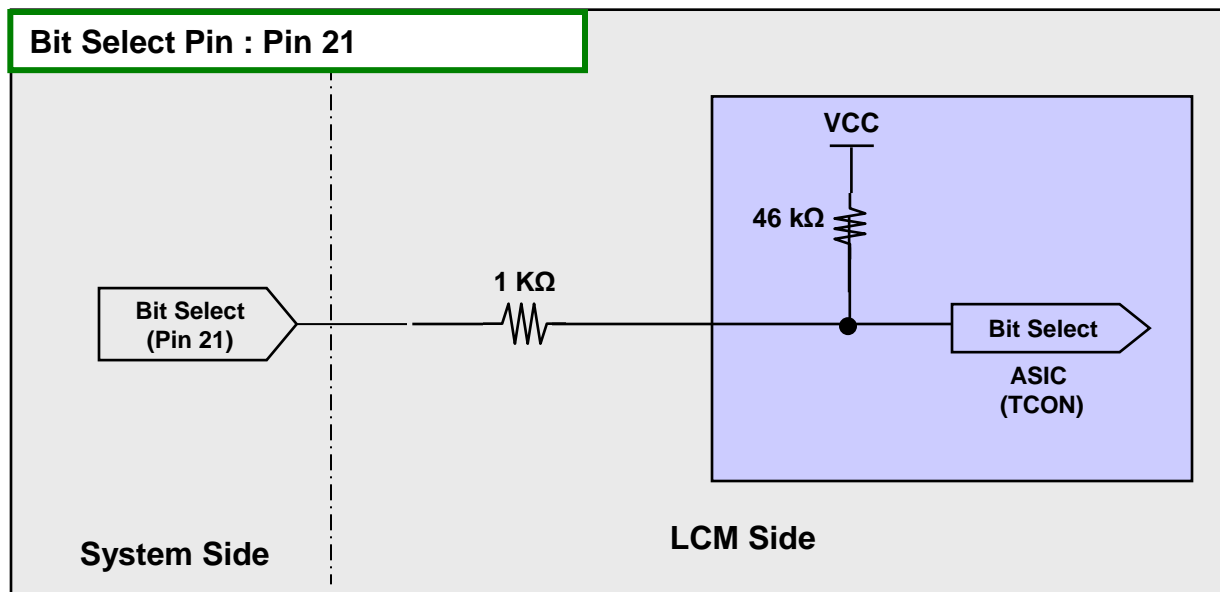 Bit Select Pin : Pin 21
VCC
46 kΩ
1 KΩ
Bit Select
(Pin 21)
Bit Select
ASIC
(TCON)
System Side
LCM Side